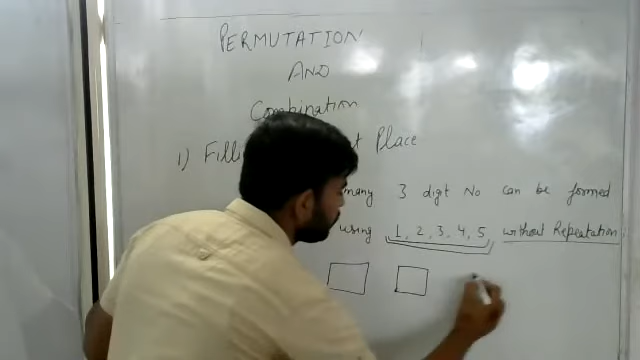 PERMUTATION
AND
Combination
1) Filli t Place
many 3 digit No can be formed
using 1, 2, 3, 4, 5 without Repeatation